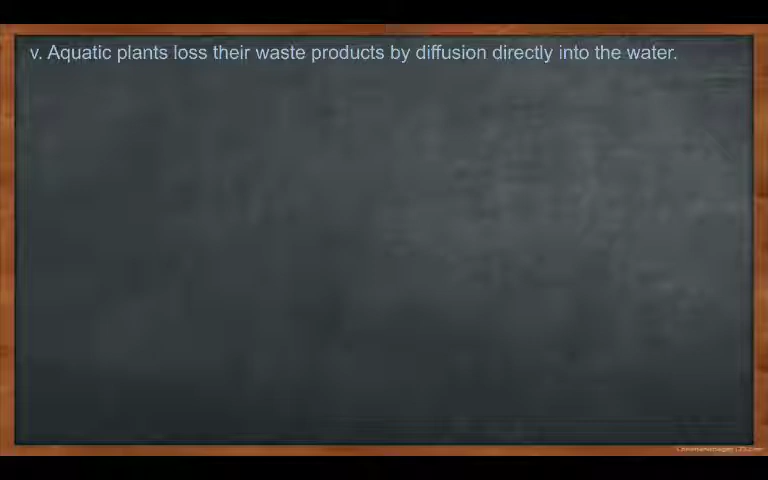 v. Aquatic plants loss their waste products by diffusion directly into the water.